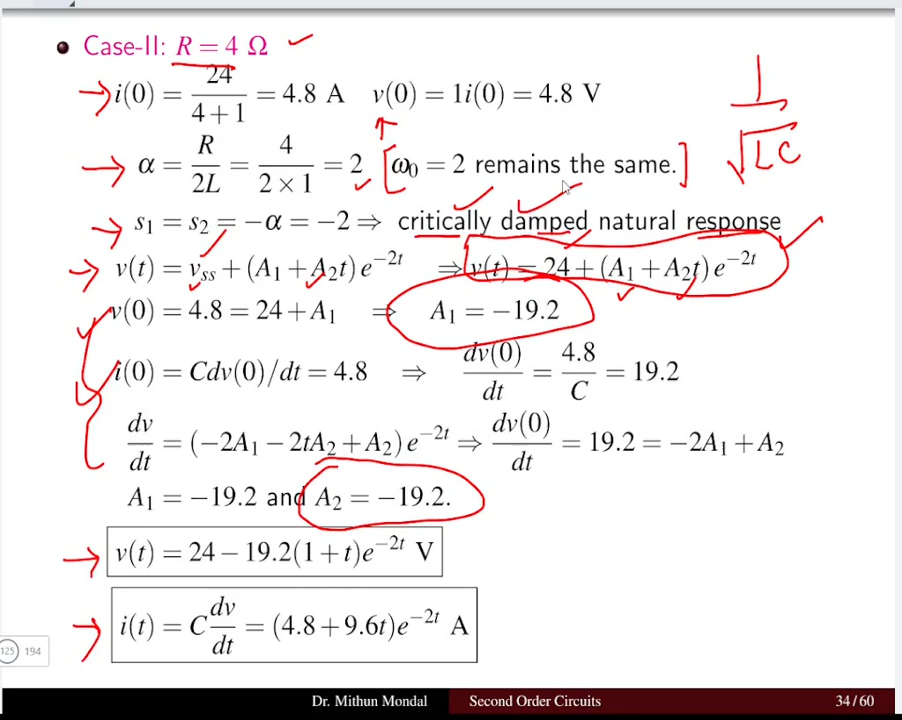 Case-II: R = 4 Ω
i(0) = 24/(4+1) = 4.8 A v(0) = 1i(0) = 4.8 V
1/√LC
α = R/2L = 4/(2 × 1) = 2 [ω₀ = 2 remains the same.]
s₁ = s₂ = −α = −2 ⇒ critically damped natural response
v(t) = vₛₛ + (A₁ + A₂t) e⁻²ᵗ ⇒ v(t) = 24 + (A₁ + A₂t) e⁻²ᵗ
v(0) = 4.8 = 24 + A₁ ⇒ A₁ = −19.2
i(0) = Cdv(0)/dt = 4.8 ⇒ dv(0)/dt = 4.8/C = 19.2
dv/dt = (−2A₁ − 2tA₂ + A₂) e⁻²ᵗ ⇒ dv(0)/dt = 19.2 = −2A₁ + A₂
A₁ = −19.2 and A₂ = −19.2.
v(t) = 24 − 19.2(1 + t)e⁻²ᵗ V
i(t) = C dv/dt = (4.8 + 9.6t)e⁻²ᵗ A
125 194
Dr. Mithun Mondal Second Order Circuits 34/60